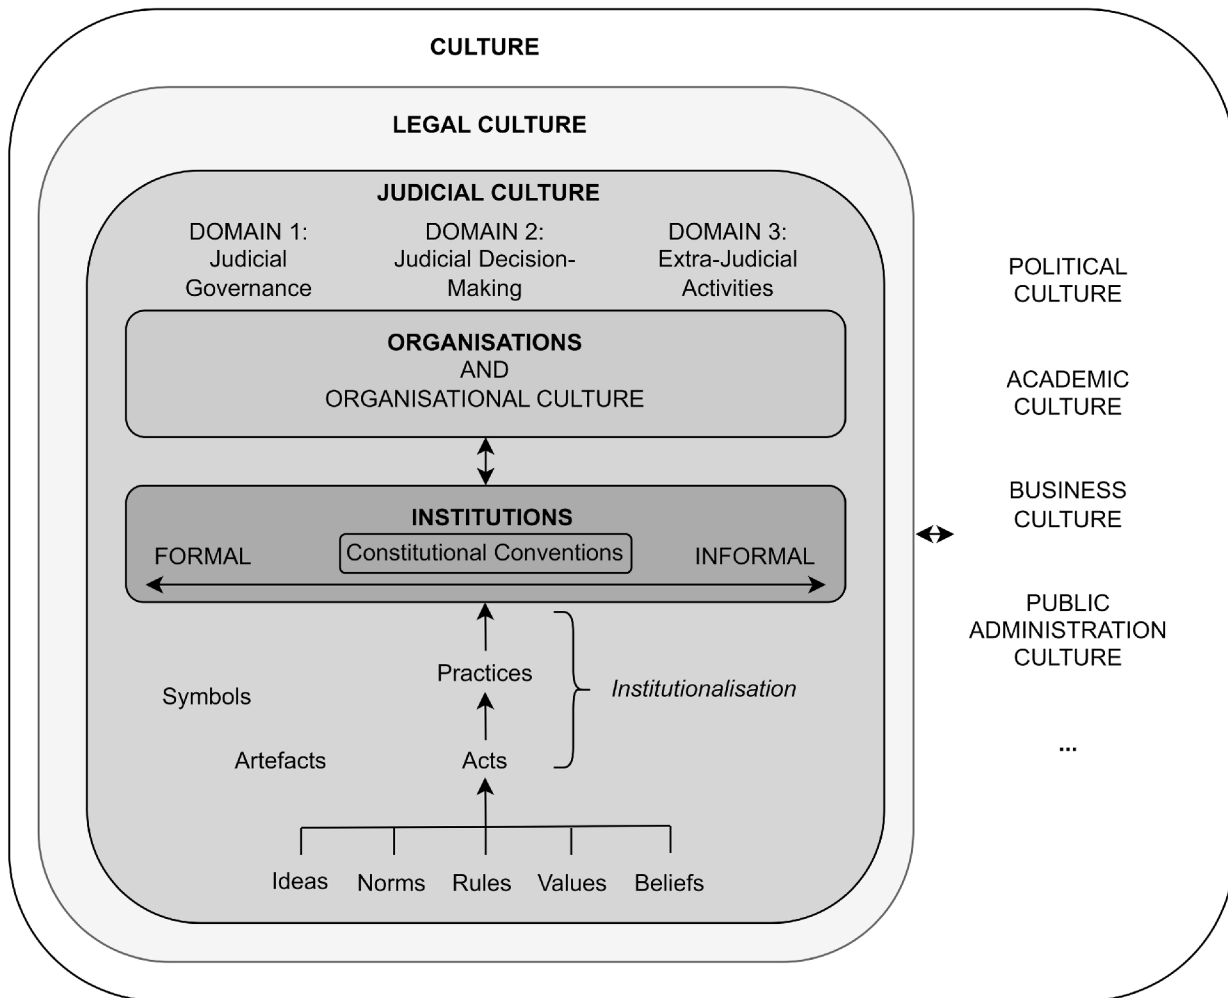 CULTURE
LEGAL CULTURE
JUDICIAL CULTURE
DOMAIN 1:
Judicial
Governance
DOMAIN 2:
Judicial Decision-
Making
DOMAIN 3:
Extra-Judicial
Activities
ORGANISATIONS
AND
ORGANISATIONAL CULTURE
INSTITUTIONS
Constitutional Conventions
FORMAL
INFORMAL
Practices
Institutionalisation
Symbols
Artefacts
Acts
Ideas
Norms
Rules
Values
Beliefs
POLITICAL
CULTURE
ACADEMIC
CULTURE
BUSINESS
CULTURE
PUBLIC
ADMINISTRATION
CULTURE
...